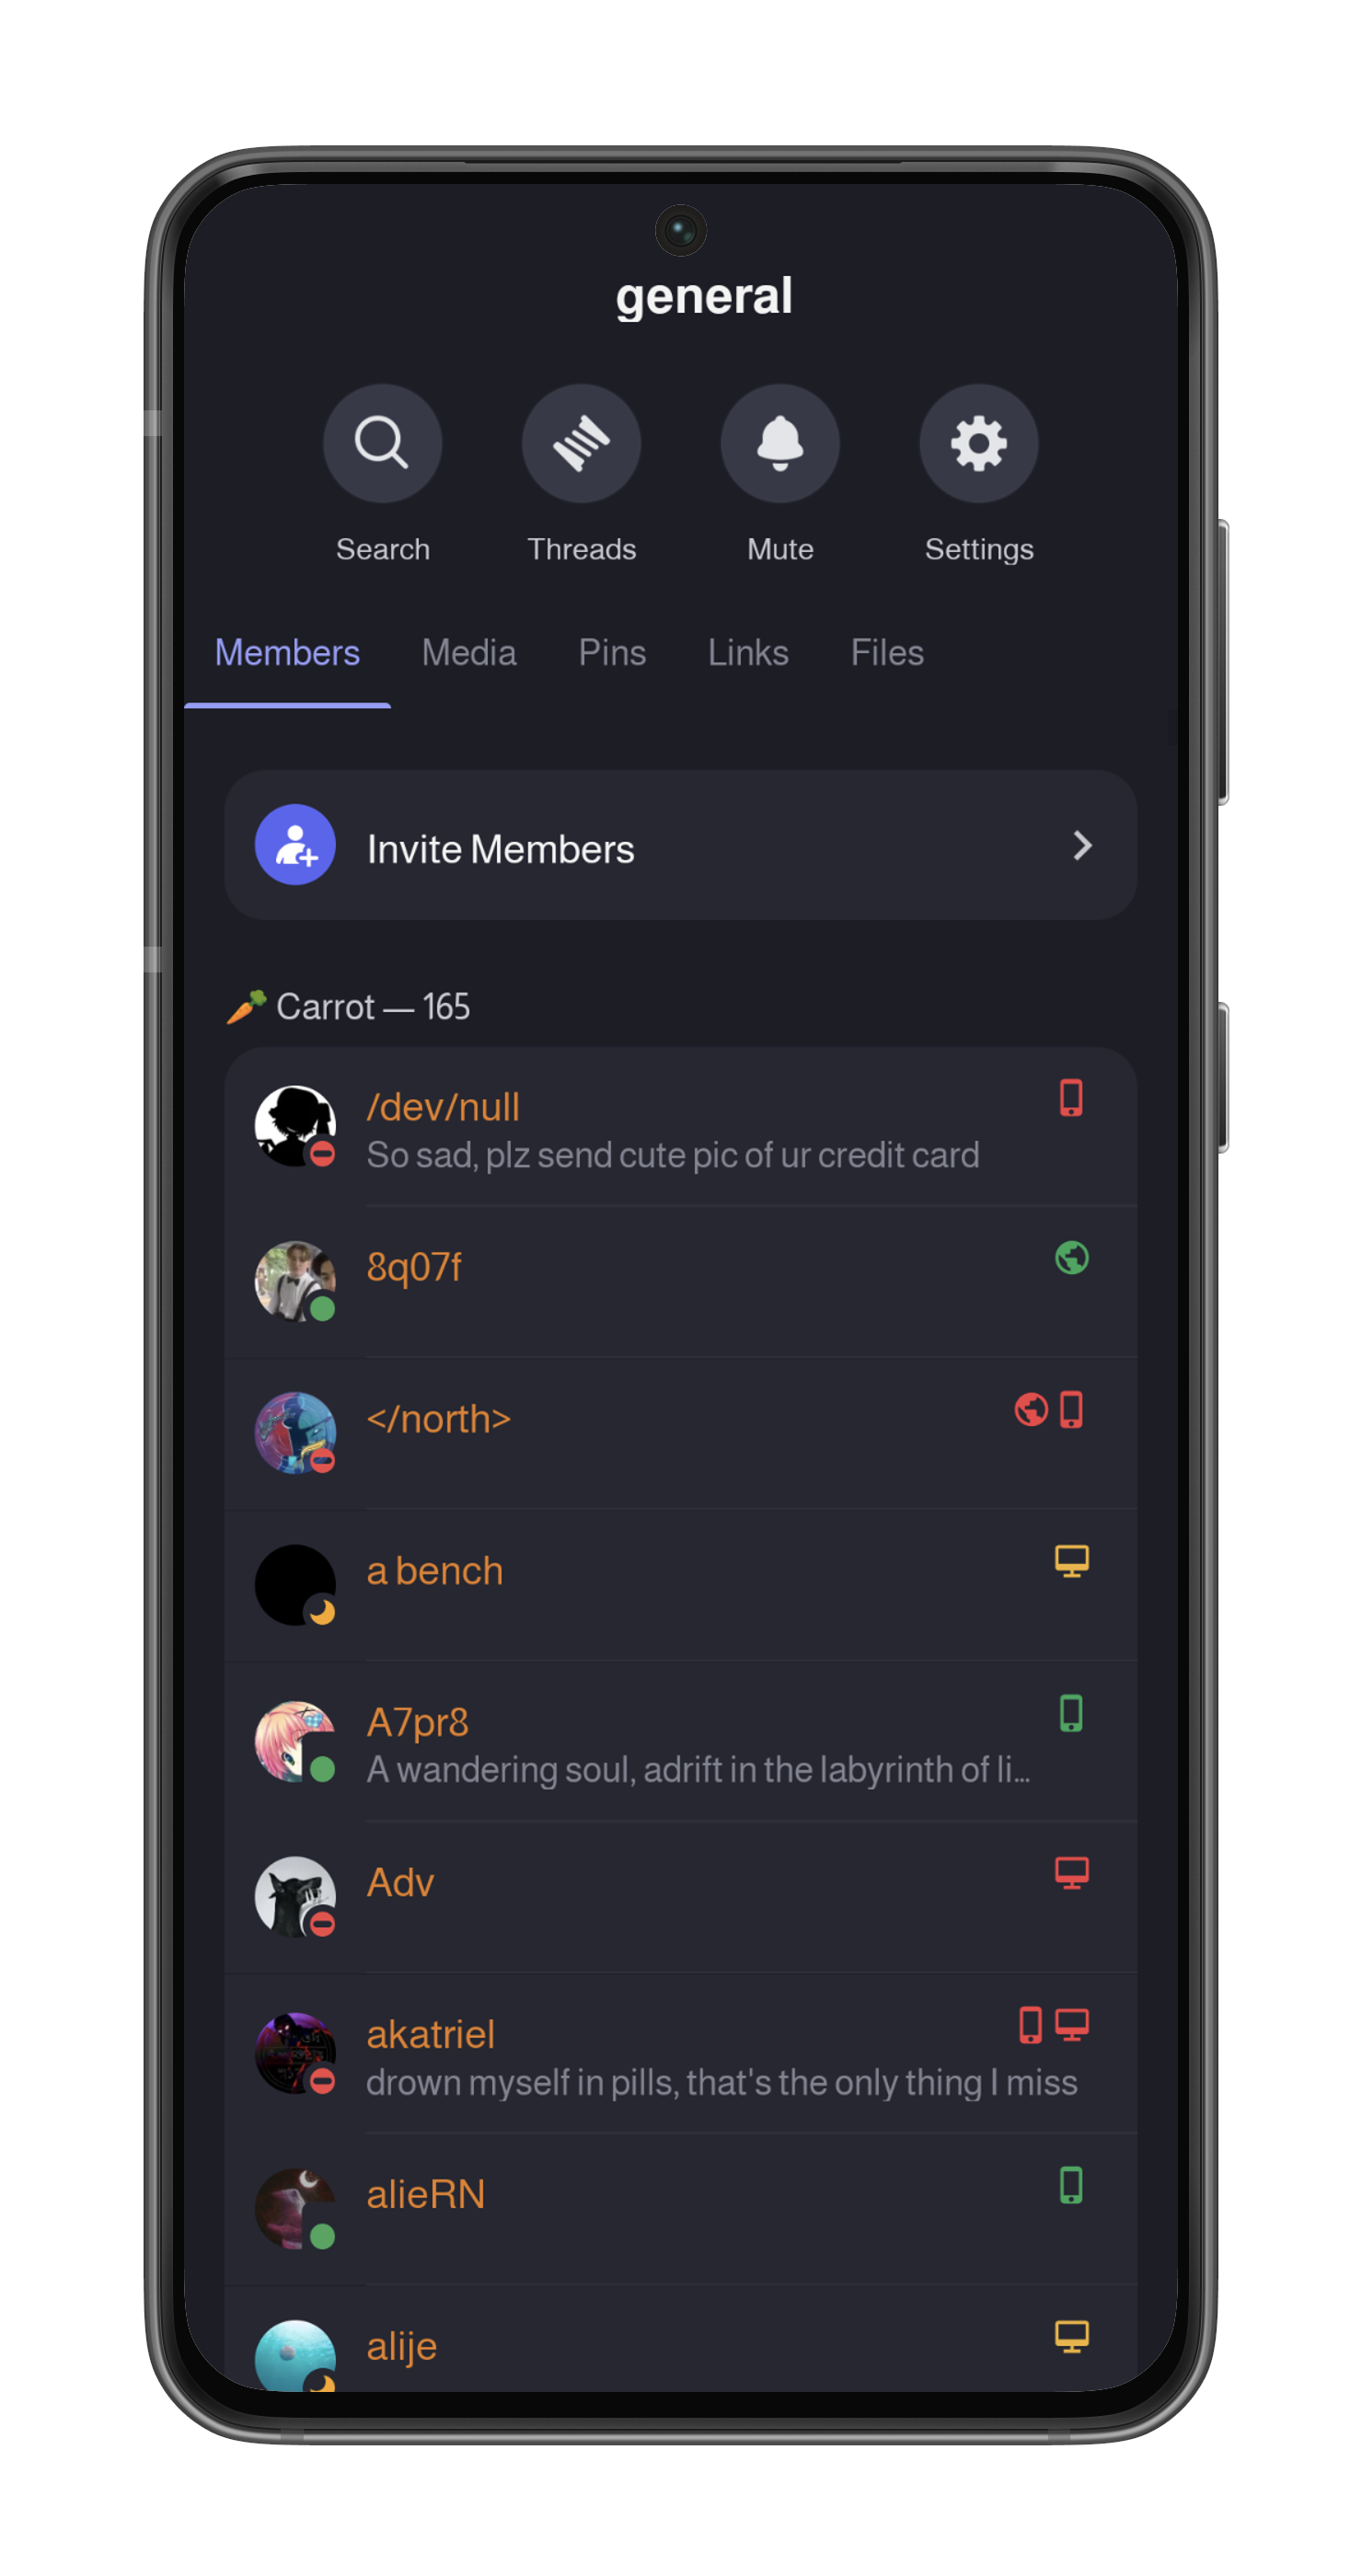 general
Search Threads Mute Settings
Members Media Pins Links Files
Invite Members
🥕 Carrot — 165
/dev/null
So sad, plz send cute pic of ur credit card
8q07f
</north>
a bench
A7pr8
A wandering soul, adrift in the labyrinth of li...
Adv
akatriel
drown myself in pills, that's the only thing I miss
alieRN
alije